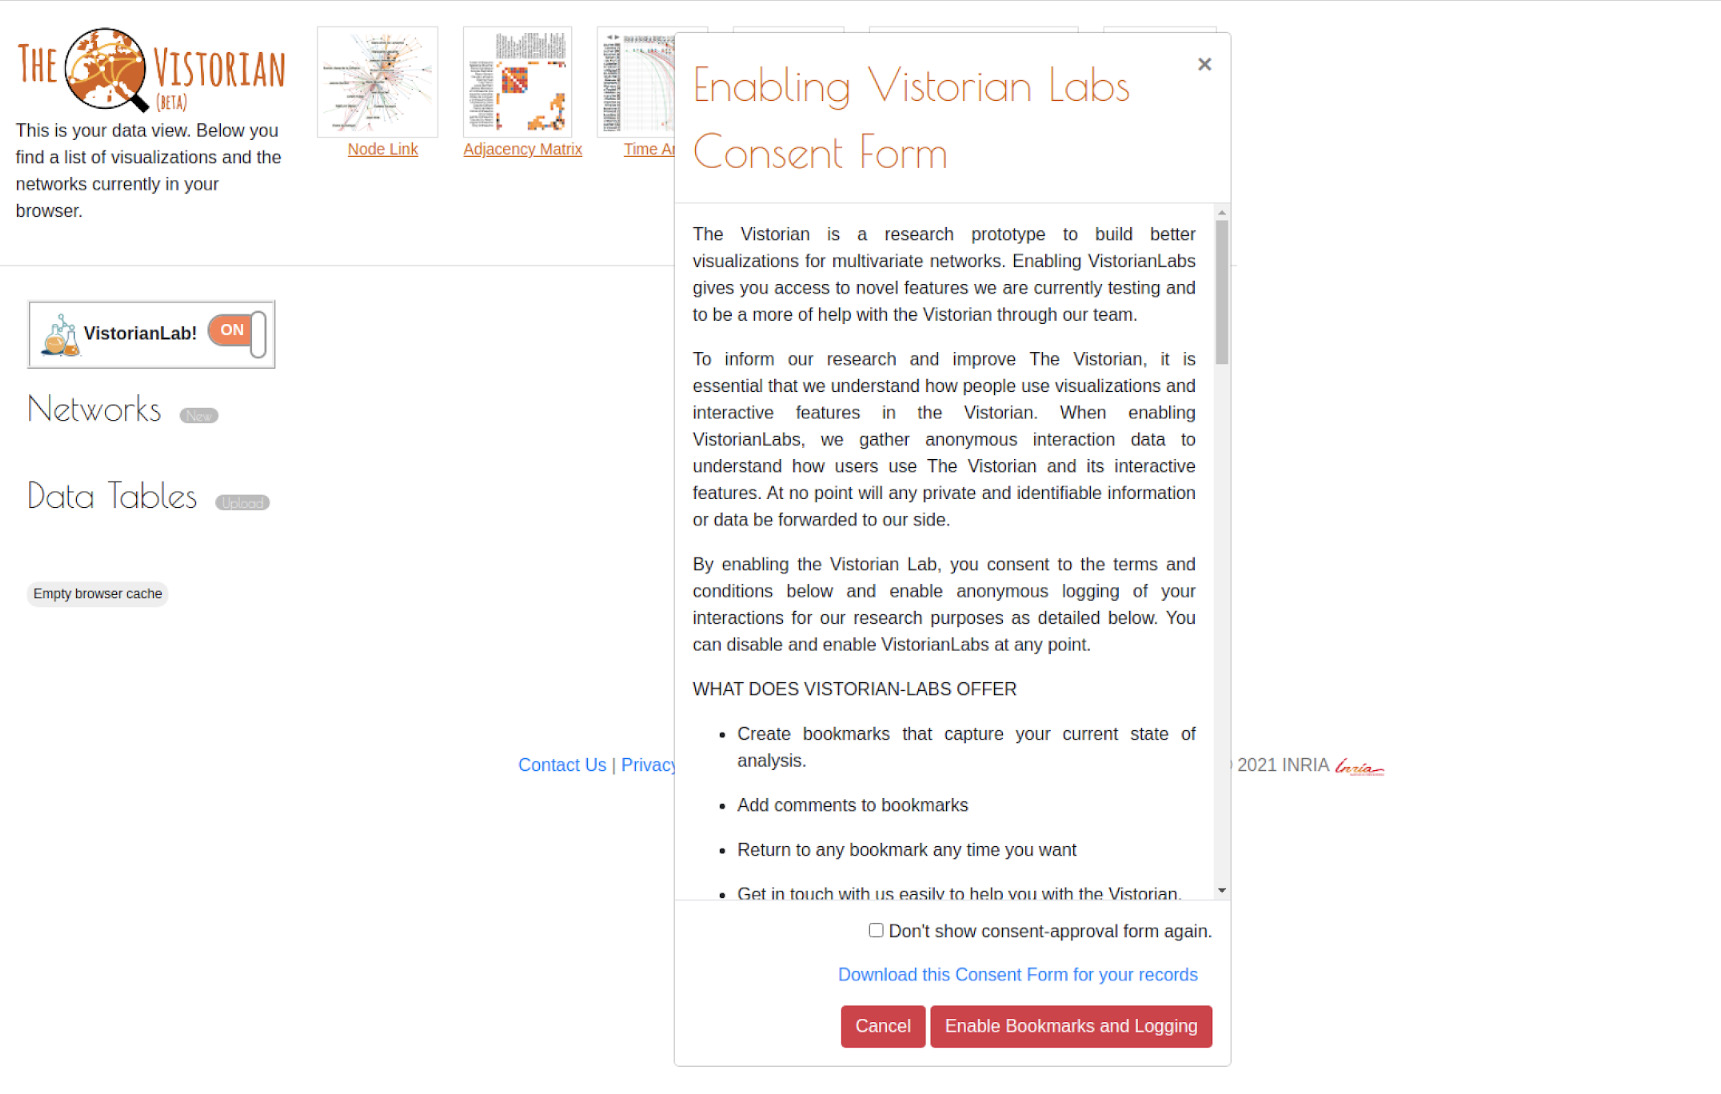 THE VISTORIAN
(BETA)
This is your data view. Below you
find a list of visualizations and the
networks currently in your
browser.
Node Link
Adjacency Matrix
Time
Enabling Vistorian Labs
Consent Form
×
The Vistorian is a research prototype to build better
visualizations for multivariate networks. Enabling VistorianLabs
gives you access to novel features we are currently testing and
to be a more of help with the Vistorian through our team.
To inform our research and improve The Vistorian, it is
essential that we understand how people use visualizations and
interactive features in the Vistorian. When enabling
VistorianLabs, we gather anonymous interaction data to
understand how users use The Vistorian and its interactive
features. At no point will any private and identifiable information
or data be forwarded to our side.
By enabling the Vistorian Lab, you consent to the terms and
conditions below and enable anonymous logging of your
interactions for our research purposes as detailed below. You
can disable and enable VistorianLabs at any point.
WHAT DOES VISTORIAN-LABS OFFER
• Create bookmarks that capture your current state of
analysis.
• Add comments to bookmarks
• Return to any bookmark any time you want
• Get in touch with us easily to help you with the Vistorian.
Don't show consent-approval form again.
Download this Consent Form for your records
Cancel
Enable Bookmarks and Logging
VistorianLab! ON
Networks New
Data Tables Upload
Empty browser cache
Contact Us | Privacy
2021 INRIA Inria